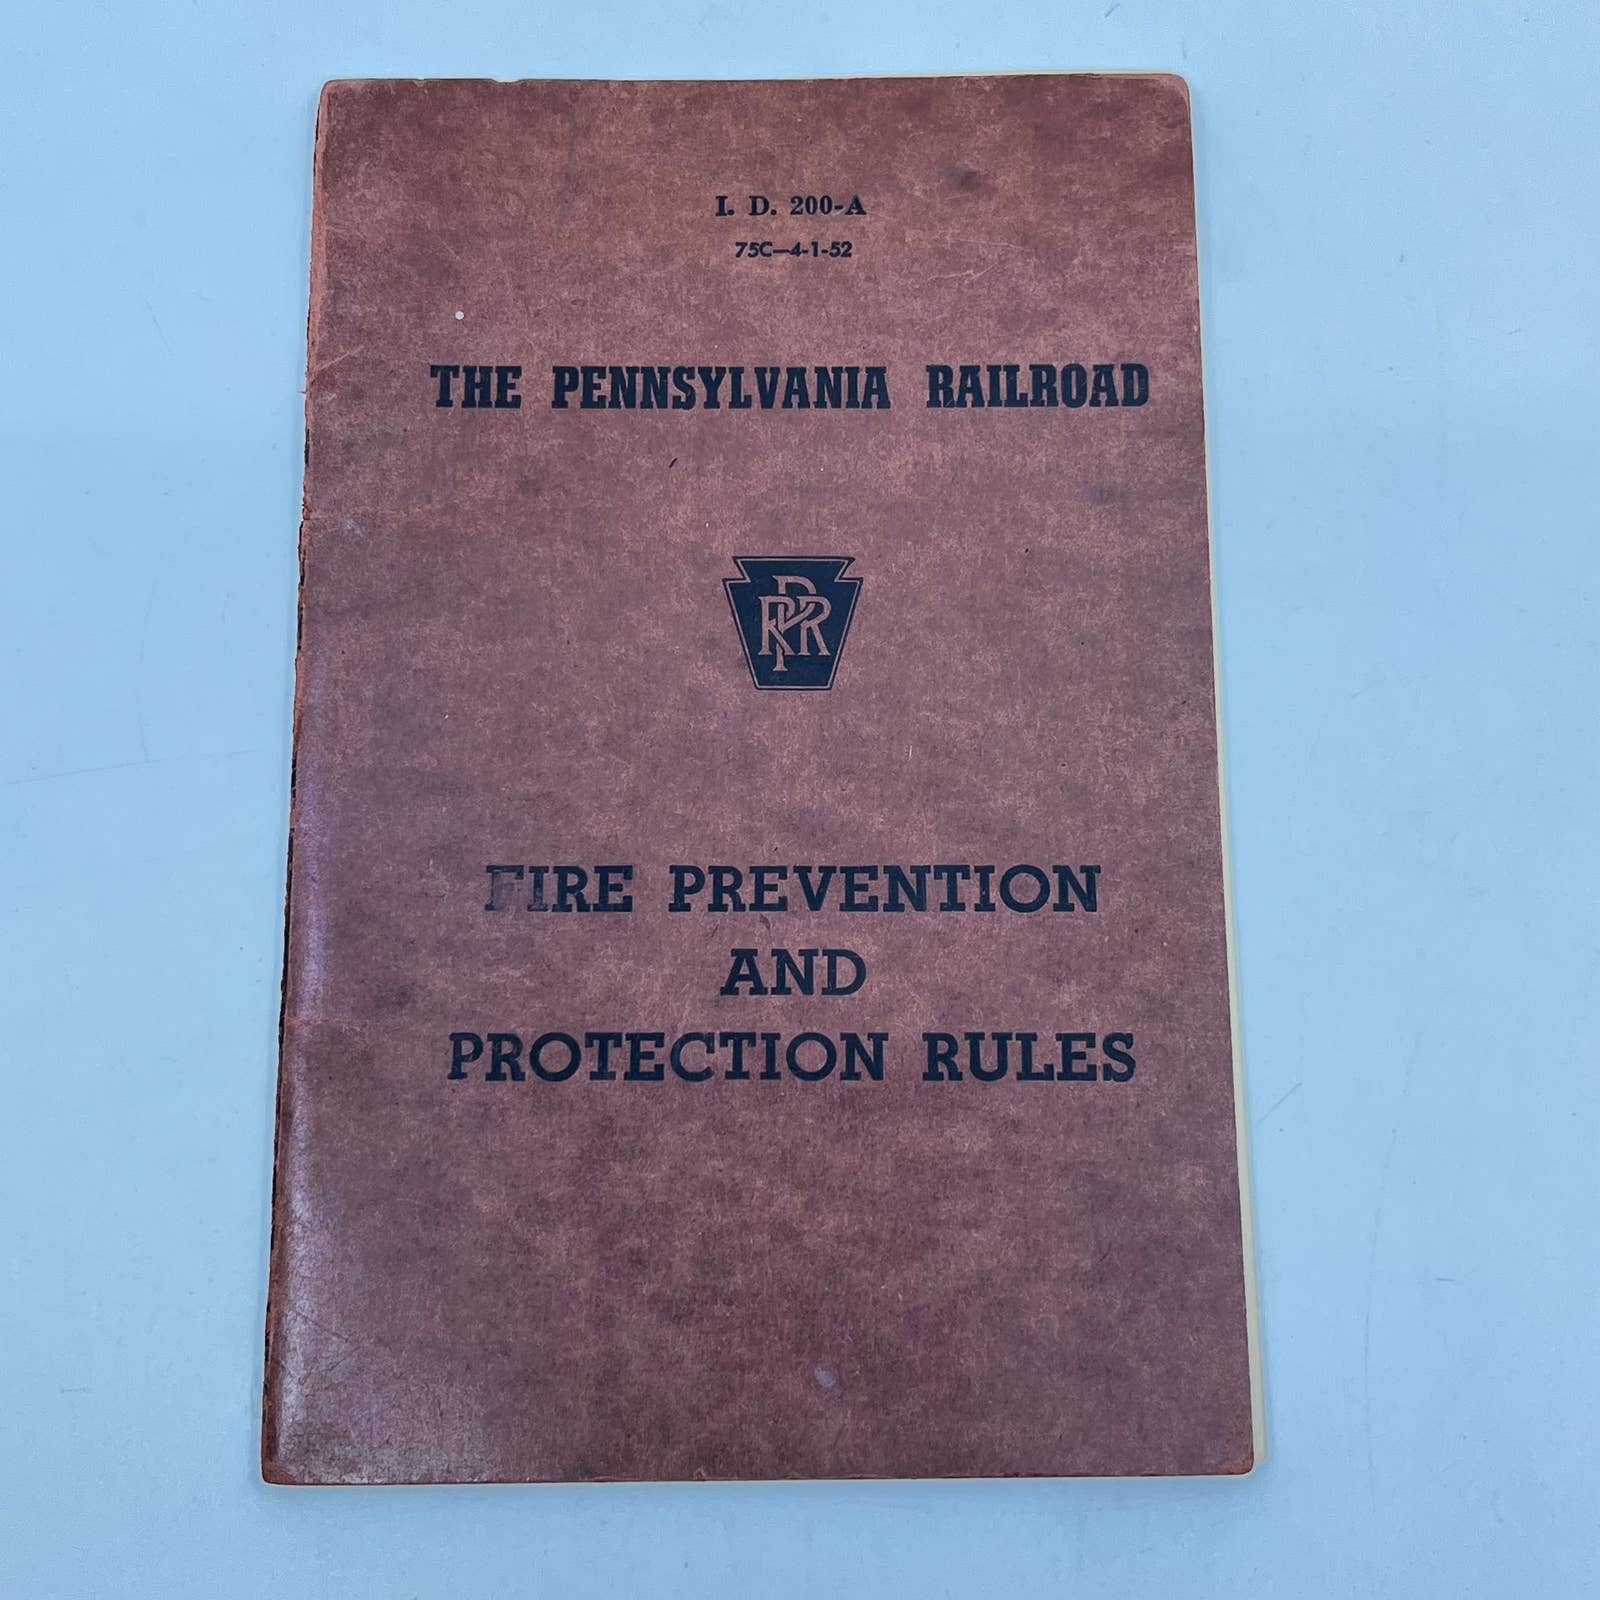 I. D. 200-A
75C—4-1-52
THE PENNSYLVANIA RAILROAD
PRR
FIRE PREVENTION
AND
PROTECTION RULES